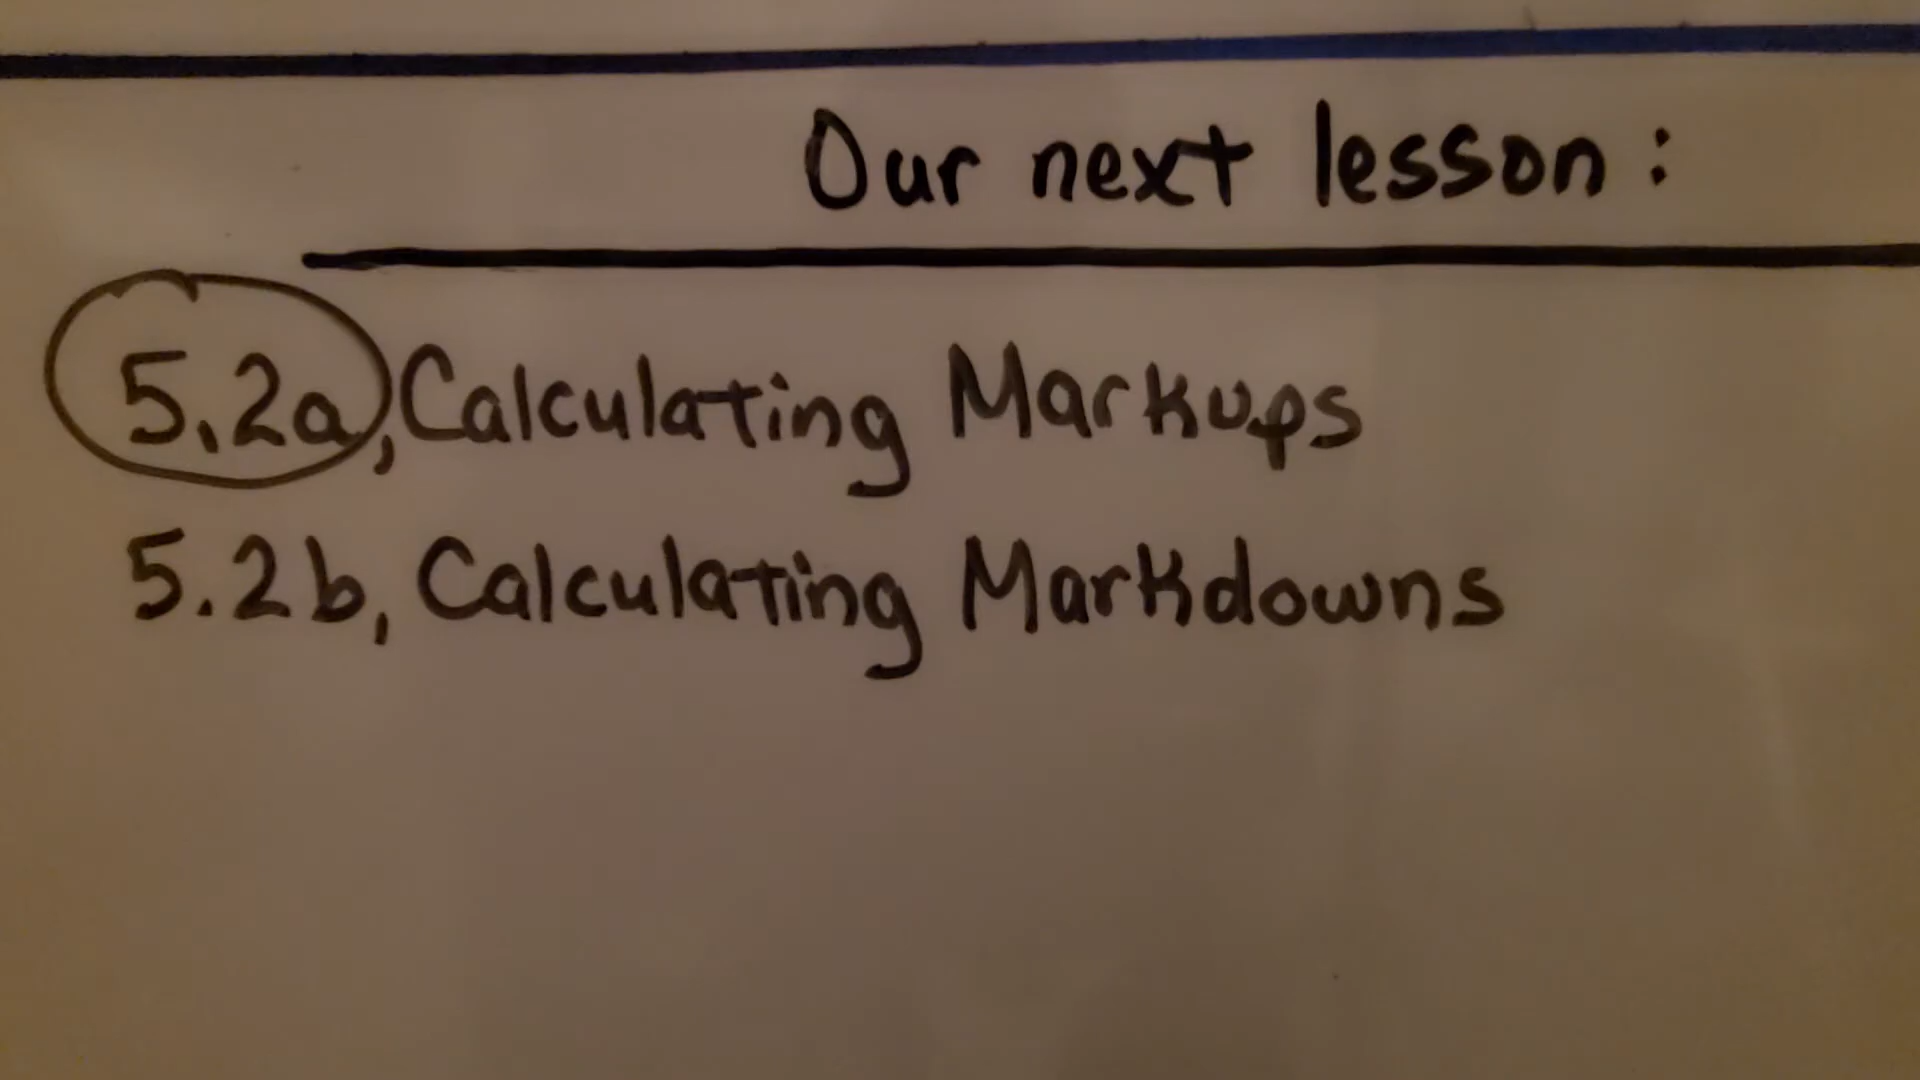 Our next lesson:
5.2a, Calculating Markups
5.2b, Calculating Markdowns